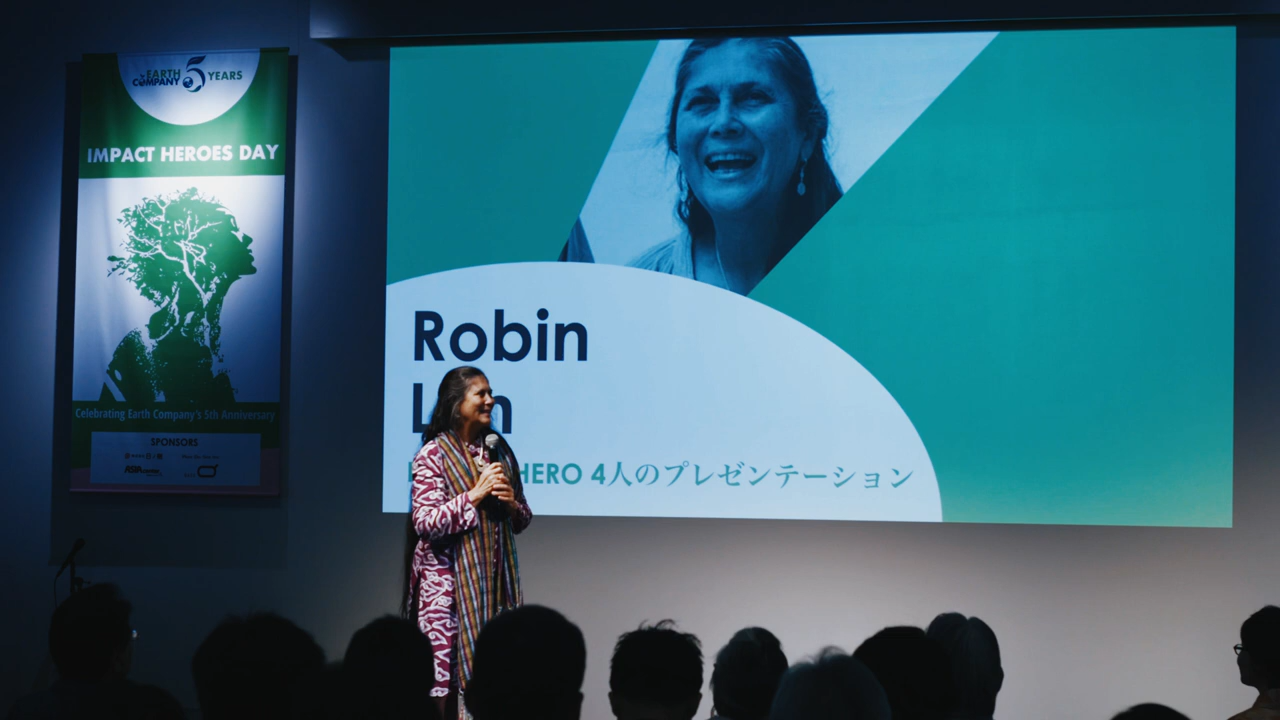 EARTH
COMPANY
5 YEARS
IMPACT HEROES DAY
Celebrating Earth Company's 5th Anniversary
SPONSORS
Robin
HERO 4人のプレゼンテーション